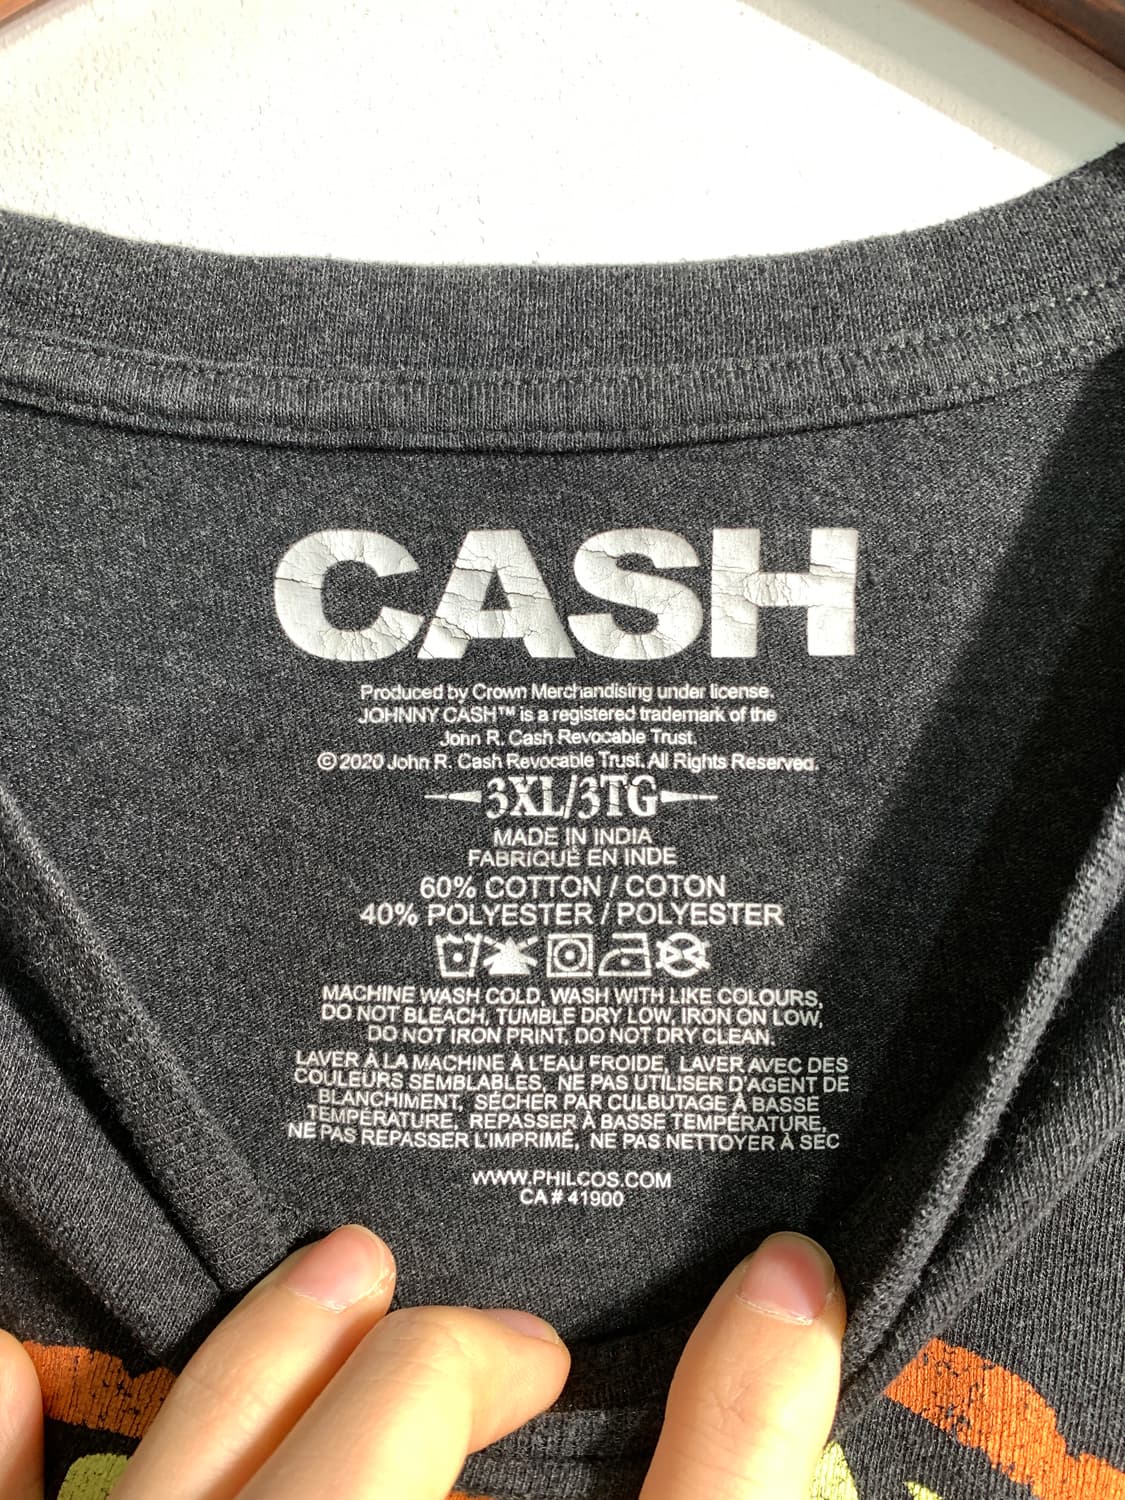 CASH
Produced by Crown Merchandising under license.
JOHNNY CASH™ is a registered trademark of the
John R. Cash Revocable Trust.
©2020 John R. Cash Revocable Trust. All Rights Reserved.
3XL/3TG
MADE IN INDIA
FABRIQUÉ EN INDE
60% COTTON / COTON
40% POLYESTER / POLYESTER
MACHINE WASH COLD, WASH WITH LIKE COLOURS,
DO NOT BLEACH, TUMBLE DRY LOW, IRON ON LOW,
DO NOT IRON PRINT, DO NOT DRY CLEAN.
LAVER À LA MACHINE À L'EAU FROIDE, LAVER AVEC DES
COULEURS SEMBLABLES, NE PAS UTILISER D'AGENT DE
BLANCHIMENT, SÉCHER PAR CULBUTAGE À BASSE
TEMPÉRATURE, REPASSER À BASSE TEMPÉRATURE,
NE PAS REPASSER L'IMPRIMÉ, NE PAS NETTOYER À SEC
WWW.PHILCOS.COM
CA # 41900